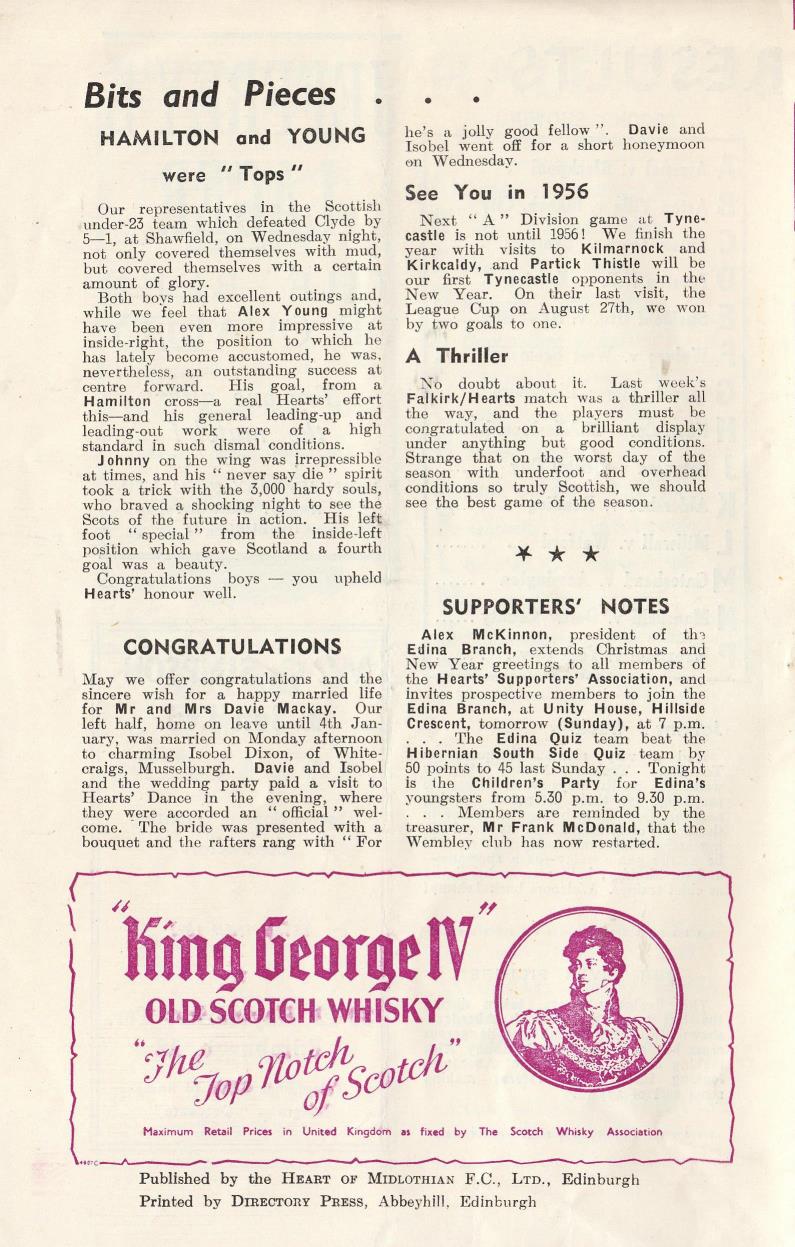 Bits and Pieces . . .
HAMILTON and YOUNG
were "Tops"
Our representatives in the Scottish
under-23 team which defeated Clyde by
5—1, at Shawfield, on Wednesday night,
not only covered themselves with mud,
but covered themselves with a certain
amount of glory.
Both boys had excellent outings and,
while we feel that Alex Young might
have been even more impressive at
inside-right, the position to which he
has lately become accustomed, he was,
nevertheless, an outstanding success at
centre forward. His goal, from a
Hamilton cross—a real Hearts' effort
this—and his general leading-up and
leading-out work were of a high
standard in such dismal conditions.
Johnny on the wing was irrepressible
at times, and his "never say die" spirit
took a trick with the 3,000 hardy souls,
who braved a shocking night to see the
Scots of the future in action. His left
foot "special" from the inside-left
position which gave Scotland a fourth
goal was a beauty.
Congratulations boys — you upheld
Hearts' honour well.
CONGRATULATIONS
May we offer congratulations and the
sincere wish for a happy married life
for Mr and Mrs Davie Mackay. Our
left half, home on leave until 4th Jan-
uary, was married on Monday afternoon
to charming Isobel Dixon, of White-
craigs, Musselburgh. Davie and Isobel
and the wedding party paid a visit to
Hearts' Dance in the evening, where
they were accorded an "official" wel-
come. The bride was presented with a
bouquet and the rafters rang with "For
he's a jolly good fellow". Davie and
Isobel went off for a short honeymoon
on Wednesday.
See You in 1956
Next "A" Division game at Tyne-
castle is not until 1956! We finish the
year with visits to Kilmarnock and
Kirkcaldy, and Partick Thistle will be
our first Tynecastle opponents in the
New Year. On their last visit, the
League Cup on August 27th, we won
by two goals to one.
A Thriller
No doubt about it. Last week's
Falkirk/Hearts match was a thriller all
the way, and the players must be
congratulated on a brilliant display
under anything but good conditions.
Strange that on the worst day of the
season with underfoot and overhead
conditions so truly Scottish, we should
see the best game of the season.
SUPPORTERS' NOTES
Alex McKinnon, president of the
Edina Branch, extends Christmas and
New Year greetings to all members of
the Hearts' Supporters' Association, and
invites prospective members to join the
Edina Branch, at Unity House, Hillside
Crescent, tomorrow (Sunday), at 7 p.m.
. . . The Edina Quiz team beat the
Hibernian South Side Quiz team by
50 points to 45 last Sunday . . . Tonight
is the Children's Party for Edina's
youngsters from 5.30 p.m. to 9.30 p.m.
. . . Members are reminded by the
treasurer, Mr Frank McDonald, that the
Wembley club has now restarted.
"King George IV"
OLD SCOTCH WHISKY
"The
Top Notch
of Scotch"
Maximum Retail Prices in United Kingdom as fixed by The Scotch Whisky Association
Published by the HEART OF MIDLOTHIAN F.C., LTD., Edinburgh
Printed by DIRECTORY PRESS, Abbeyhill, Edinburgh